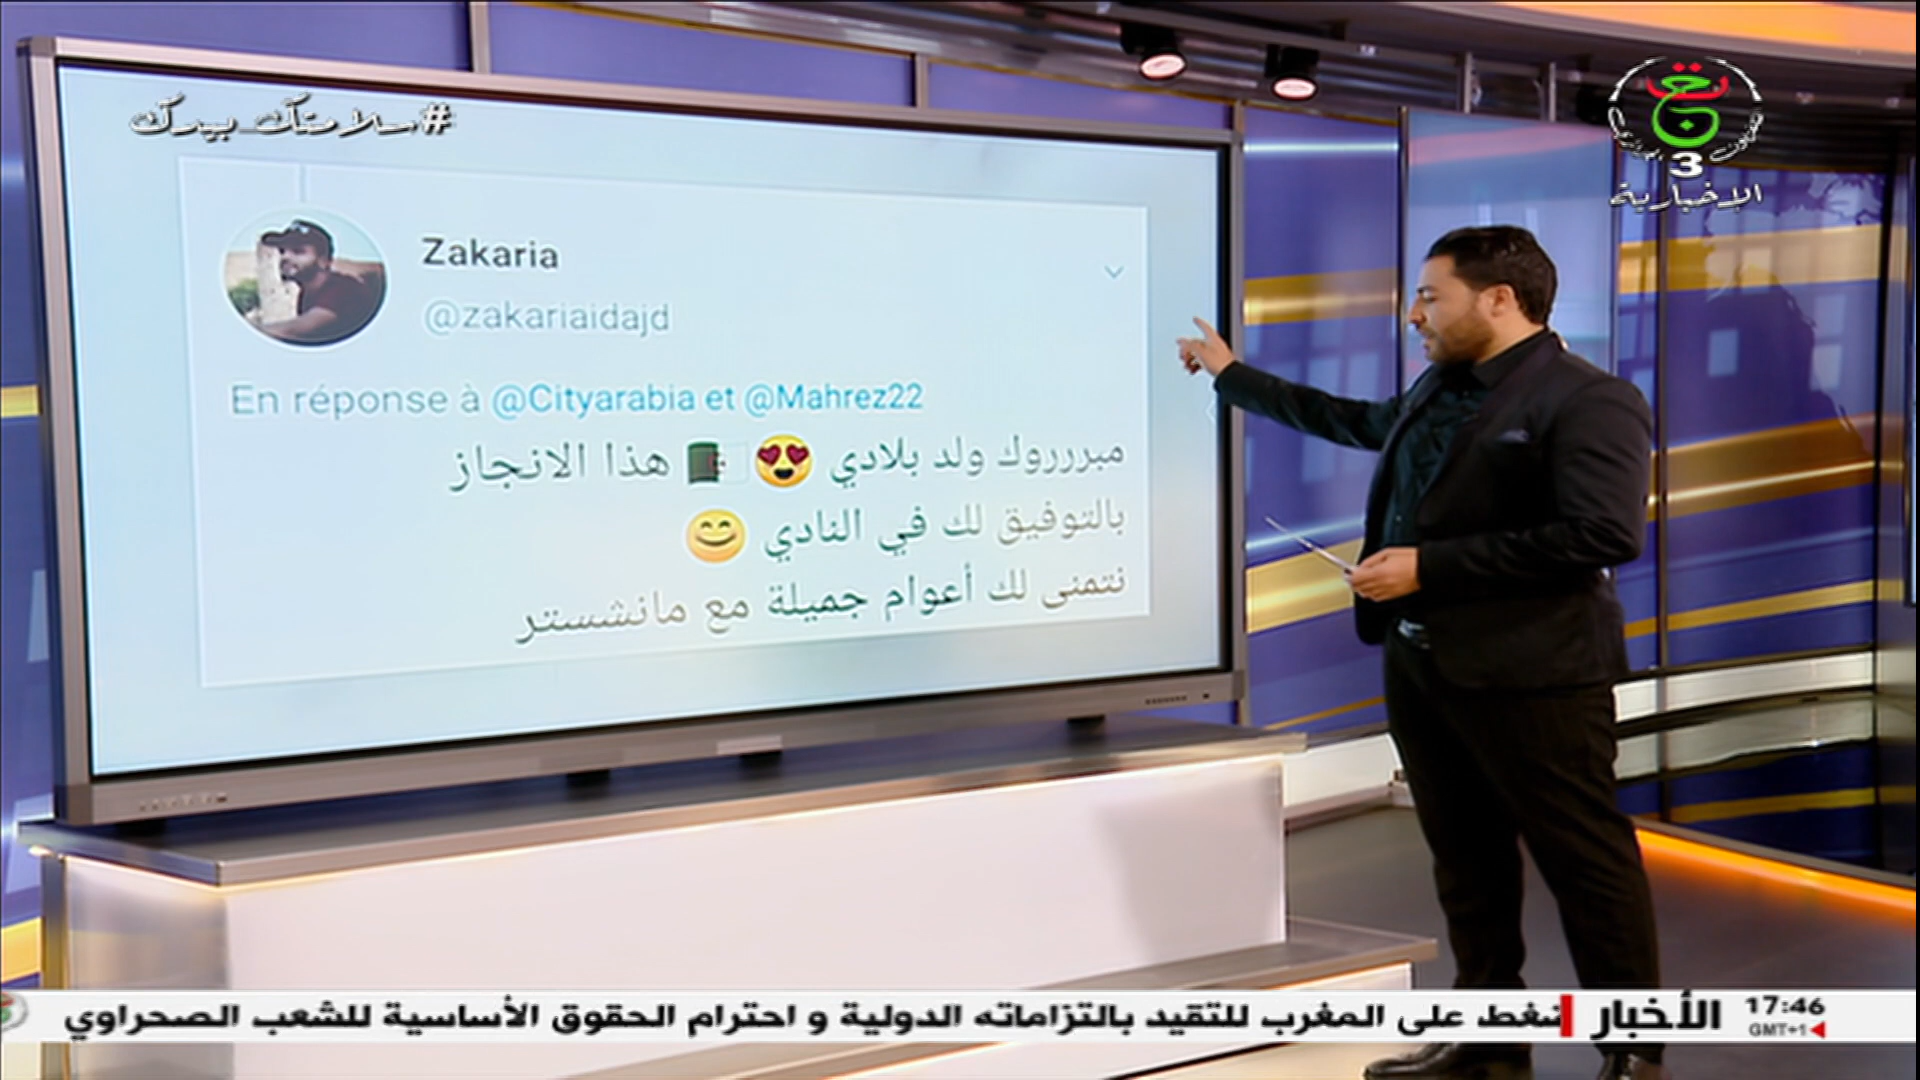 #سلامتك_بيدك
3
الإخبارية
Zakaria
@zakariaidajd
En réponse à @Cityarabia et @Mahrez22
مبررروك ولد بلادي 😍🇩🇿 هذا الانجاز
بالتوفيق لك في النادي 😊
نتمنى لك أعوام جميلة مع مانشستر
17:46
GMT+1
الأخبار
ضغط على المغرب للتقيد بالتزاماته الدولية و احترام الحقوق الأساسية للشعب الصحراوي